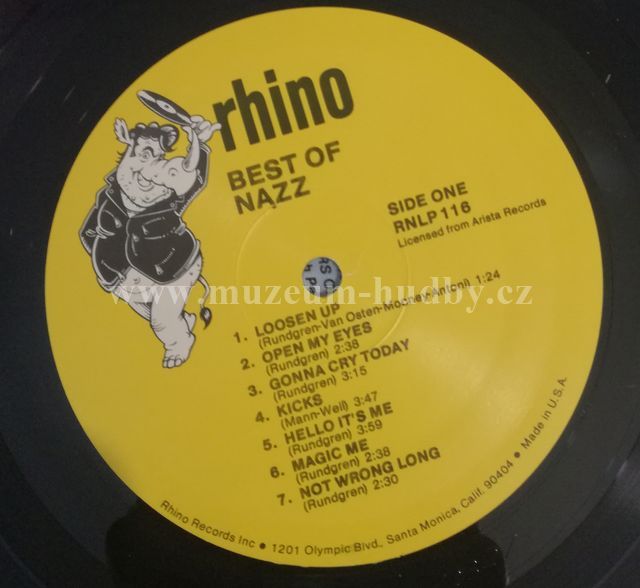 rhino
BEST OF
NAZZ
SIDE ONE
RNLP 116
Licensed from Arista Records
www.muzeum-hudby.cz
1. LOOSEN UP
(Rundgren-Van Osten-Mooney-Antoni) 1:24
2. OPEN MY EYES
(Rundgren) 2:38
3. GONNA CRY TODAY
(Rundgren) 3:15
4. KICKS
(Mann-Weil) 3:47
5. HELLO IT'S ME
(Rundgren) 3:59
6. MAGIC ME
(Rundgren) 2:38
7. NOT WRONG LONG
(Rundgren) 2:30
Rhino Records Inc • 1201 Olympic Blvd., Santa Monica, Calif. 90404 • Made in U.S.A.